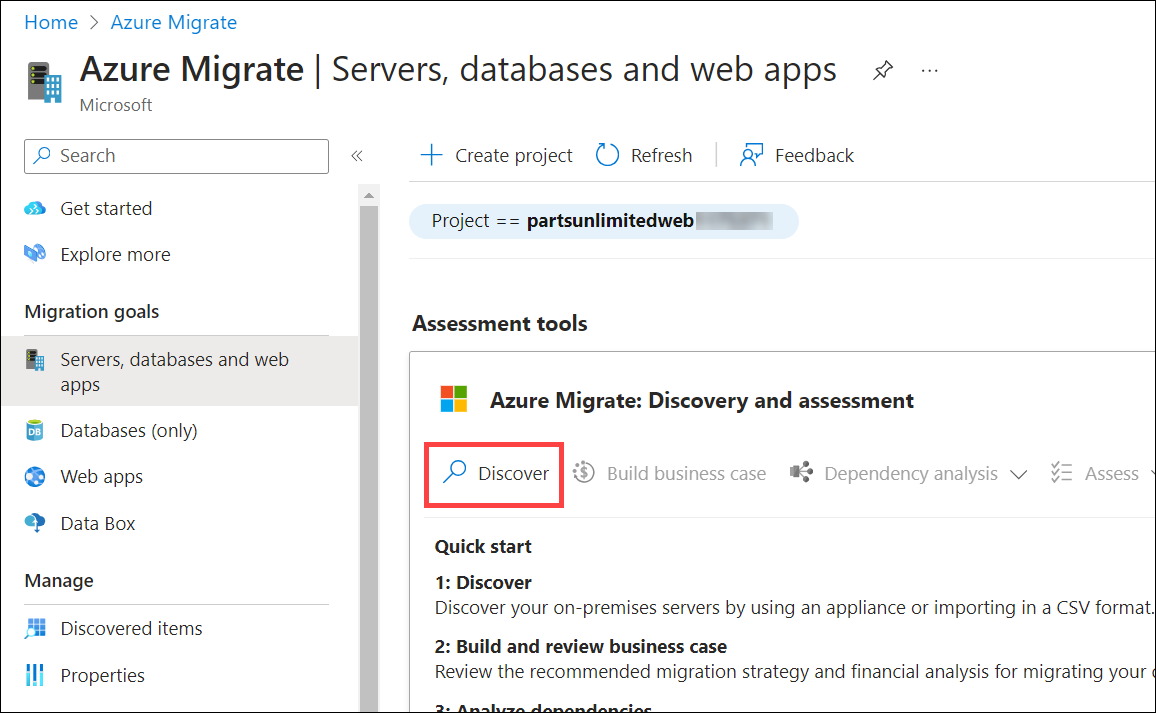 Home > Azure Migrate
Azure Migrate | Servers, databases and web apps
Microsoft
Search
«
Get started
Explore more
Migration goals
Servers, databases and web
apps
Databases (only)
Web apps
Data Box
Manage
Discovered items
Properties
Create project
Refresh
Feedback
Project == partsunlimitedweb
Assessment tools
Azure Migrate: Discovery and assessment
Discover
Build business case
Dependency analysis
Assess
Quick start
1: Discover
Discover your on-premises servers by using an appliance or importing in a CSV format.
2: Build and review business case
Review the recommended migration strategy and financial analysis for migrating your
3: Analyze dependencies